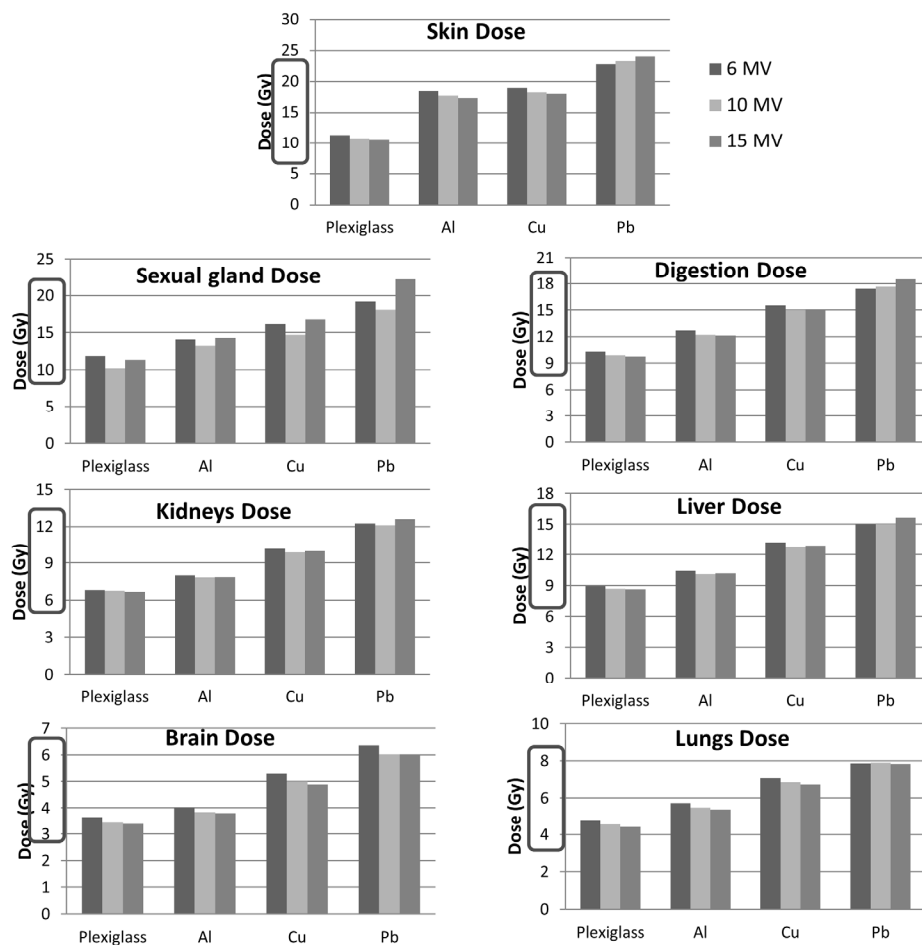 Skin Dose
30
25
20
15
10
5
0
Dose (Gy)
Plexiglass Al Cu Pb
6 MV
10 MV
15 MV
Sexual gland Dose
25
20
15
10
5
0
Dose (Gy)
Plexiglass Al Cu Pb
Digestion Dose
21
18
15
12
9
6
3
0
Dose (Gy)
Plexiglass Al Cu Pb
Kidneys Dose
15
12
9
6
3
0
Dose (Gy)
Plexiglass Al Cu Pb
Liver Dose
18
15
12
9
6
3
0
Dose (Gy)
Plexiglass Al Cu Pb
Brain Dose
7
6
5
4
3
2
1
0
Dose (Gy)
Plexiglass Al Cu Pb
Lungs Dose
10
8
6
4
2
0
Dose (Gy)
Plexiglass Al Cu Pb